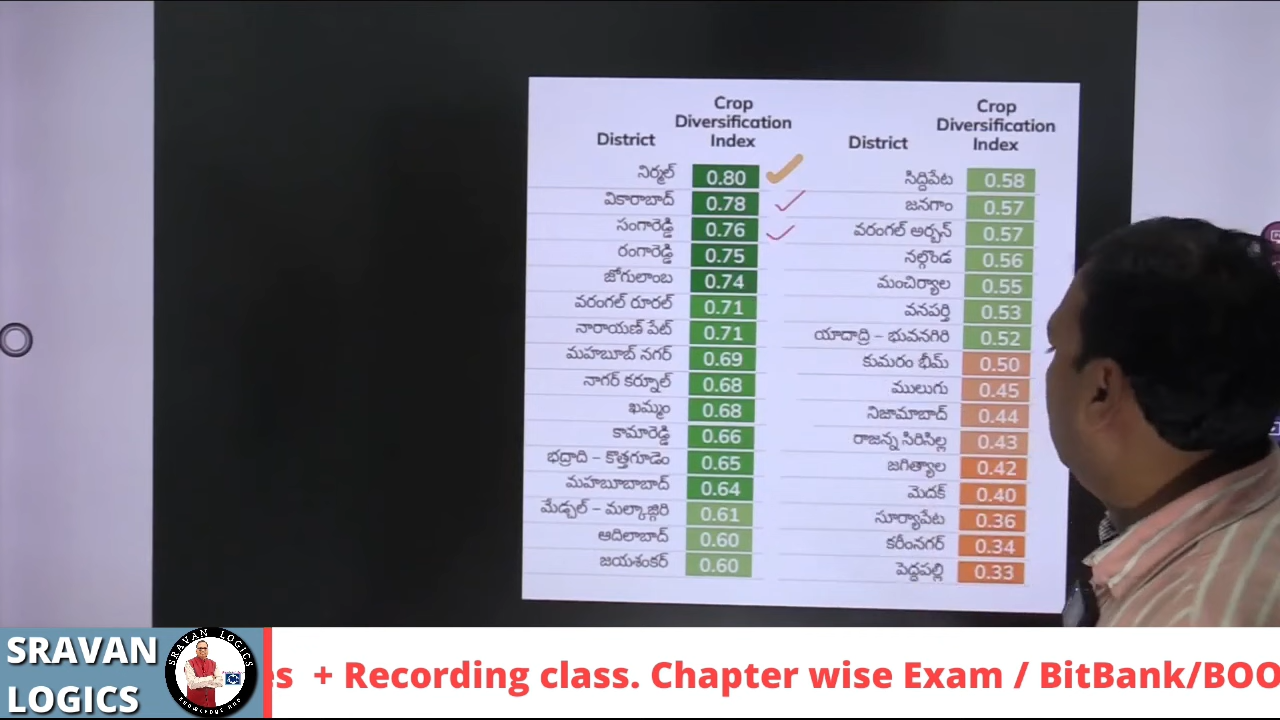 Crop
Diversification
District Index
నిర్మల్ 0.80
వికారాబాద్ 0.78
సంగారెడ్డి 0.76
రంగారెడ్డి 0.75
జోగులాంబ 0.74
వరంగల్ రూరల్ 0.71
నారాయణ్ పేట్ 0.71
మహబూబ్ నగర్ 0.69
నాగర్ కర్నూల్ 0.68
ఖమ్మం 0.68
కామారెడ్డి 0.66
భద్రాది – కొత్తగూడెం 0.65
మహబూబాబాద్ 0.64
మేడ్చల్ – మల్కాజ్గిరి 0.61
ఆదిలాబాద్ 0.60
జయశంకర్ 0.60
Crop
Diversification
District Index
సిద్దిపేట 0.58
జనగాం 0.57
వరంగల్ అర్బన్ 0.57
నల్గొండ 0.56
మంచిర్యాల 0.55
వనపర్తి 0.53
యాదాద్రి – భువనగిరి 0.52
కుమరం భీమ్ 0.50
ములుగు 0.45
నిజామాబాద్ 0.44
రాజన్న సిరిసిల్ల 0.43
జగిత్యాల 0.42
మెదక్ 0.40
సూర్యాపేట 0.36
కరీంనగర్ 0.34
పెద్దపల్లి 0.33
SRAVAN
LOGICS
SRAVAN LOGICS
es + Recording class. Chapter wise Exam / BitBank/BOO